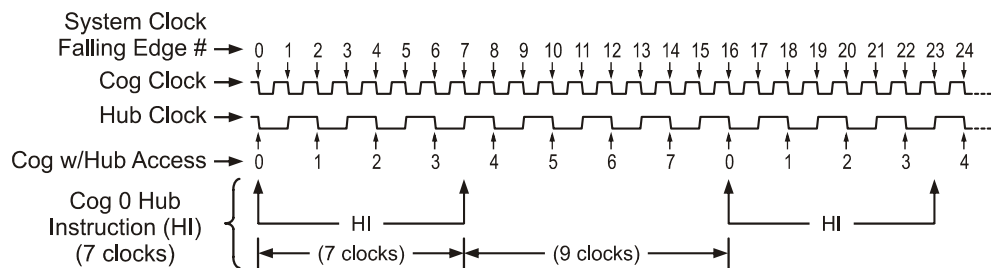 System Clock
Falling Edge # 0 1 2 3 4 5 6 7 8 9 10 11 12 13 14 15 16 17 18 19 20 21 22 23 24
Cog Clock
Hub Clock
Cog w/Hub Access 0 1 2 3 4 5 6 7 0 1 2 3 4
Cog 0 Hub
Instruction (HI)
(7 clocks)
HI HI
(7 clocks) (9 clocks)